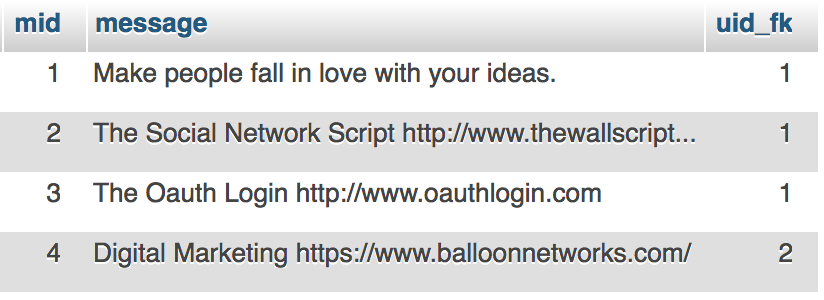 mid message uid_fk
1 Make people fall in love with your ideas. 1
2 The Social Network Script http://www.thewallscript... 1
3 The Oauth Login http://www.oauthlogin.com 1
4 Digital Marketing https://www.balloonnetworks.com/ 2